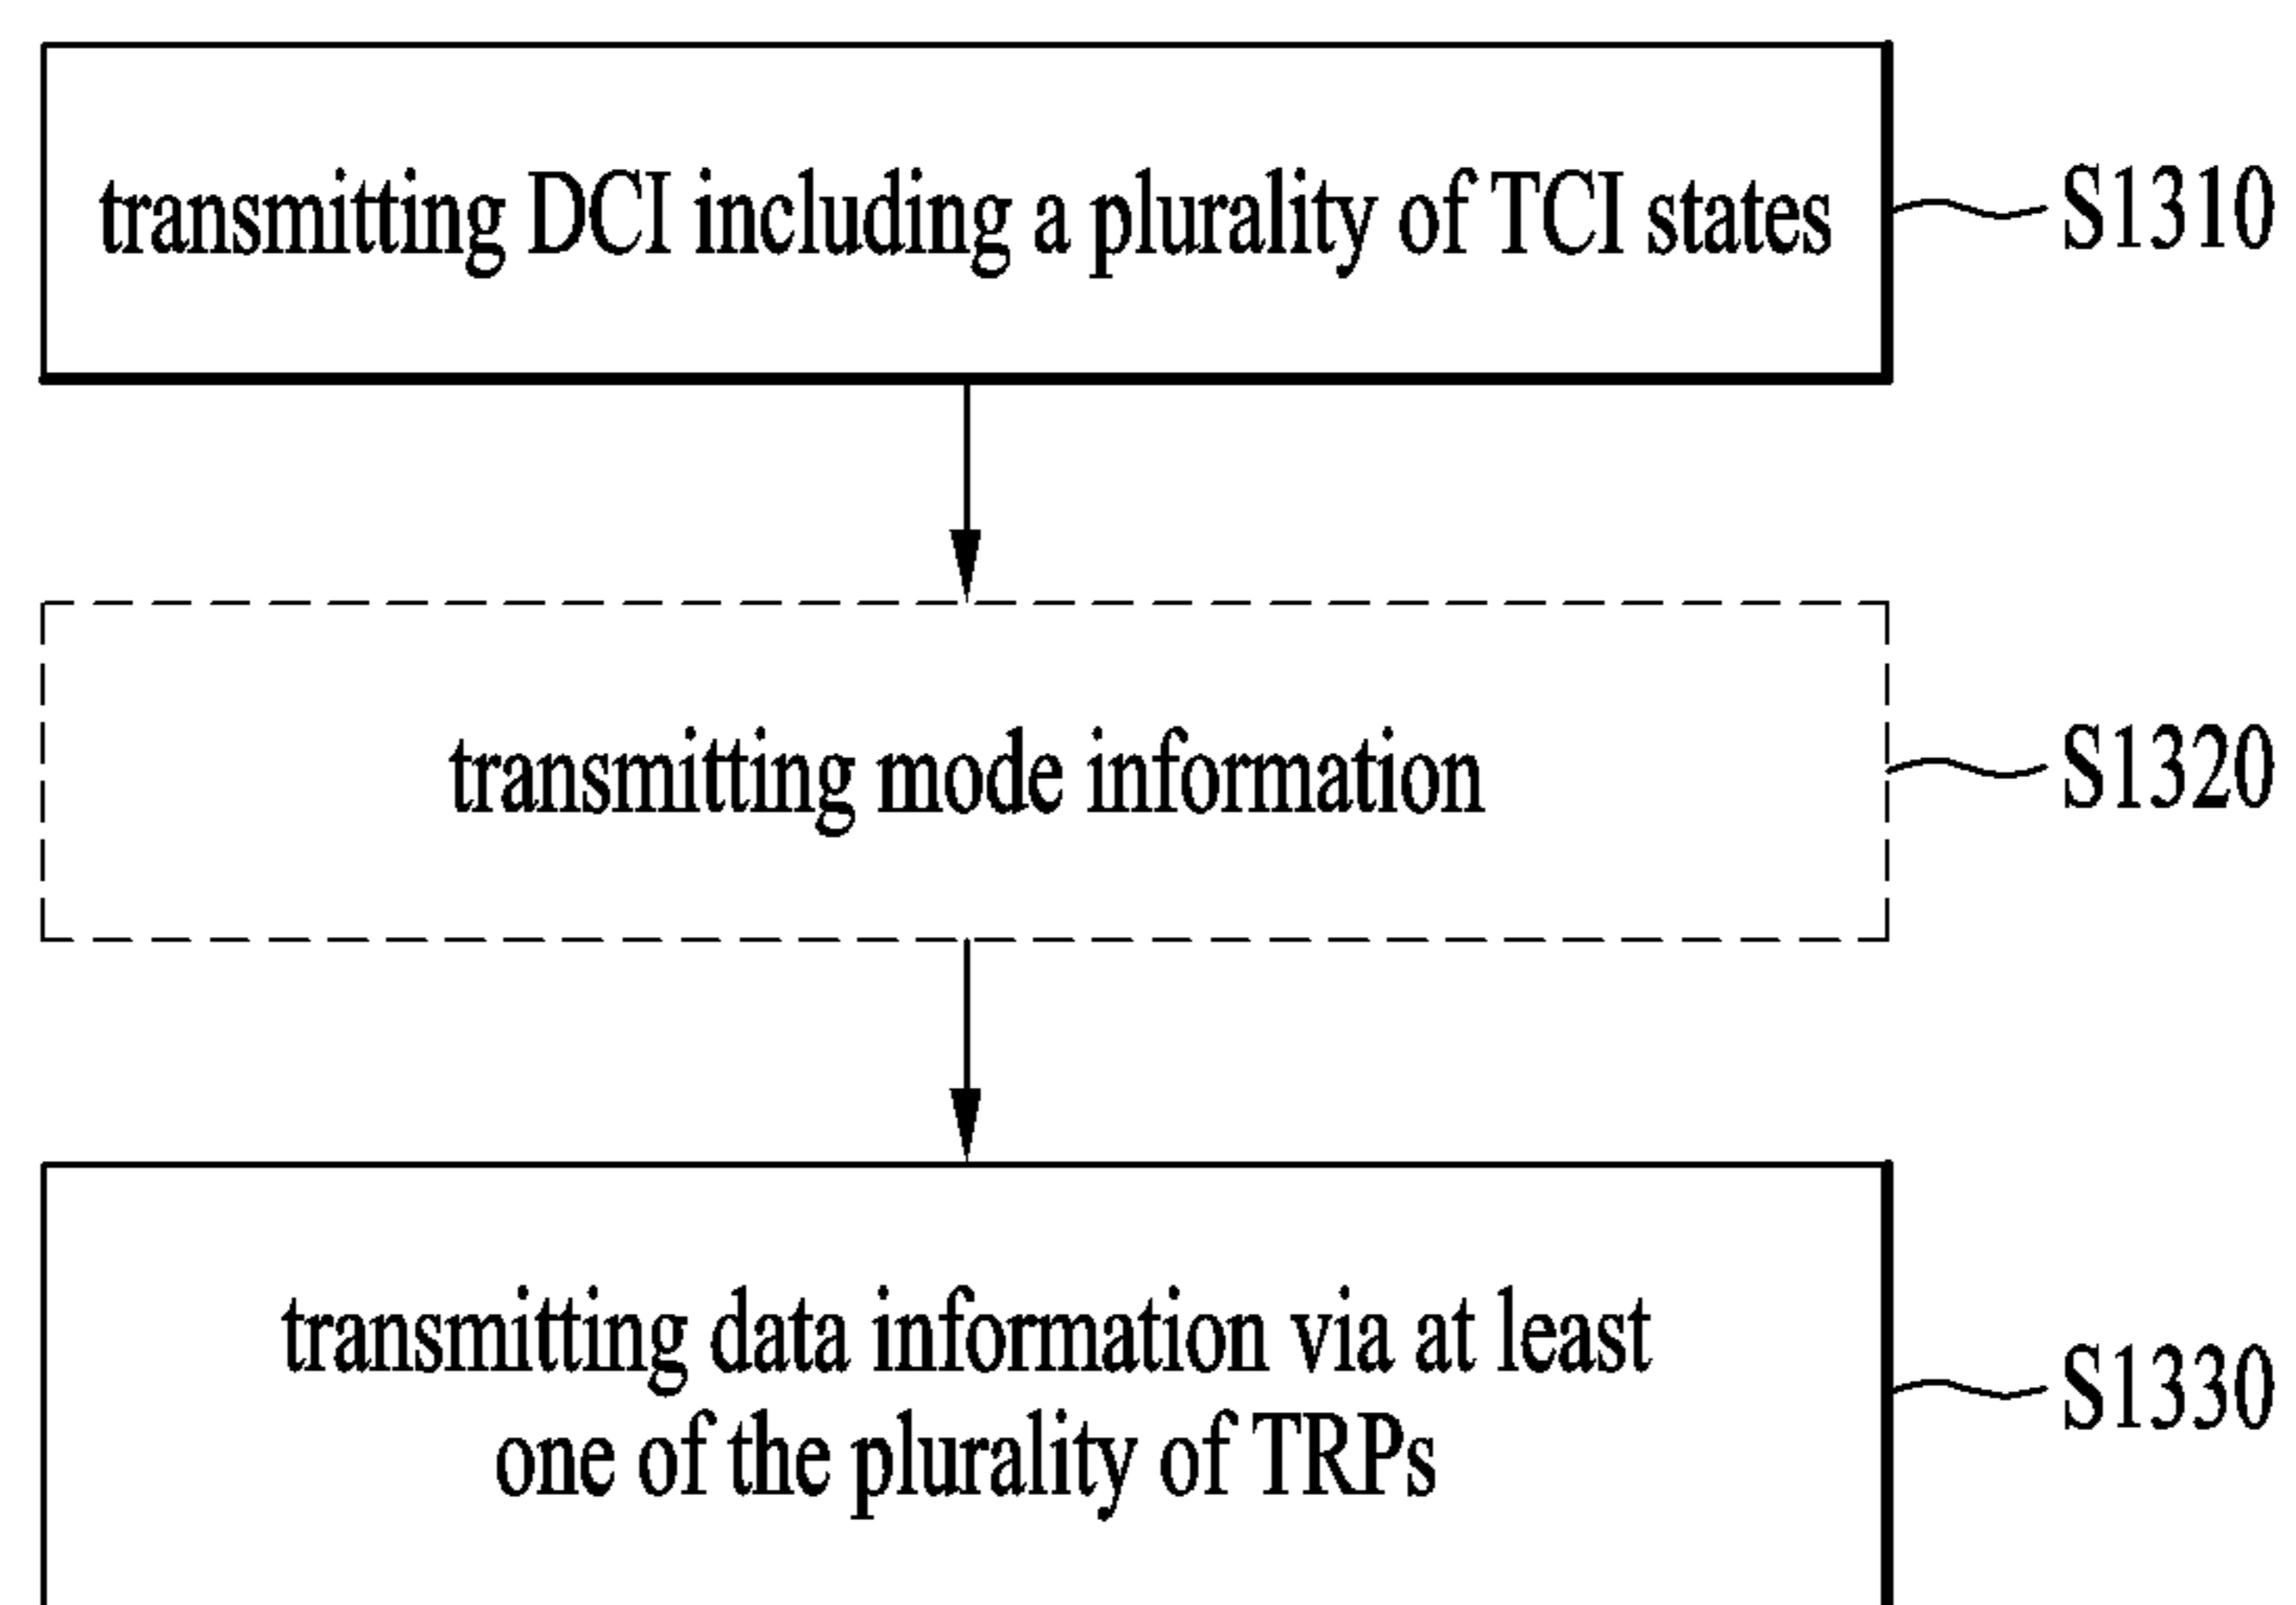 transmitting DCI including a plurality of TCI states
S1310
transmitting mode information
S1320
transmitting data information via at least
one of the plurality of TRPs
S1330